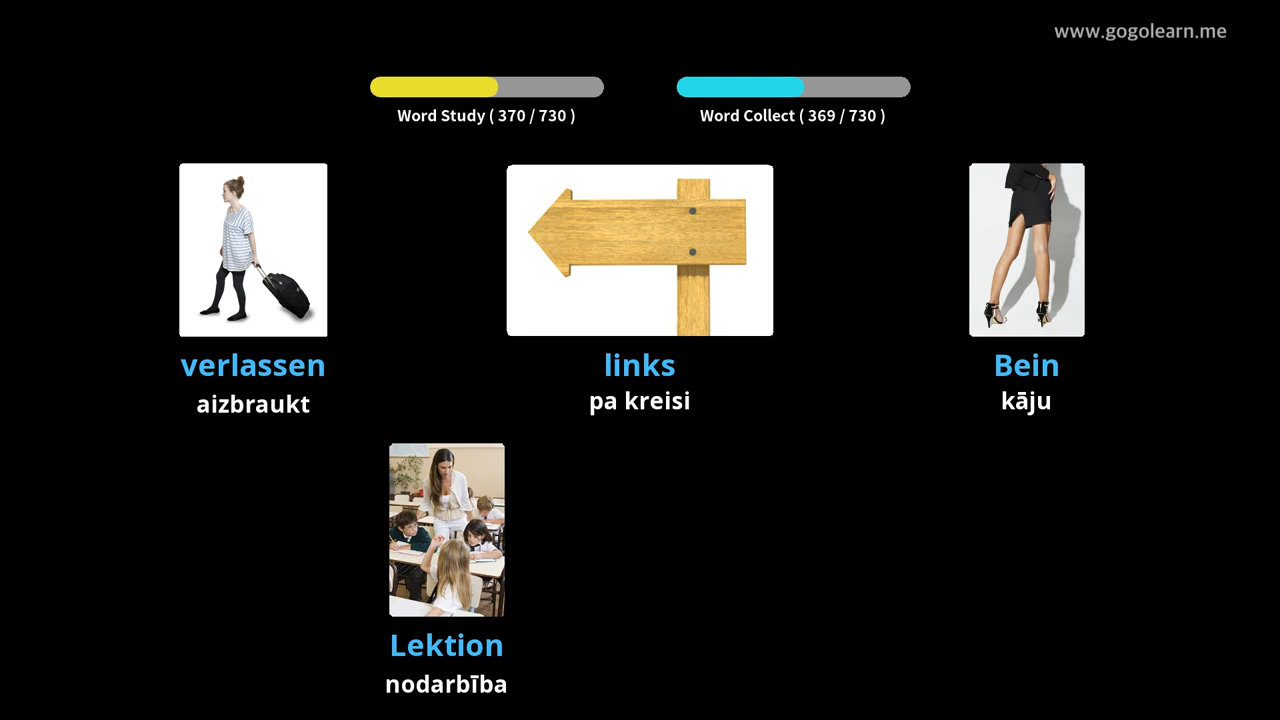 www.gogolearn.me
Word Study ( 370 / 730 )
Word Collect ( 369 / 730 )
verlassen
aizbraukt
links
pa kreisi
Bein
kāju
Lektion
nodarbība